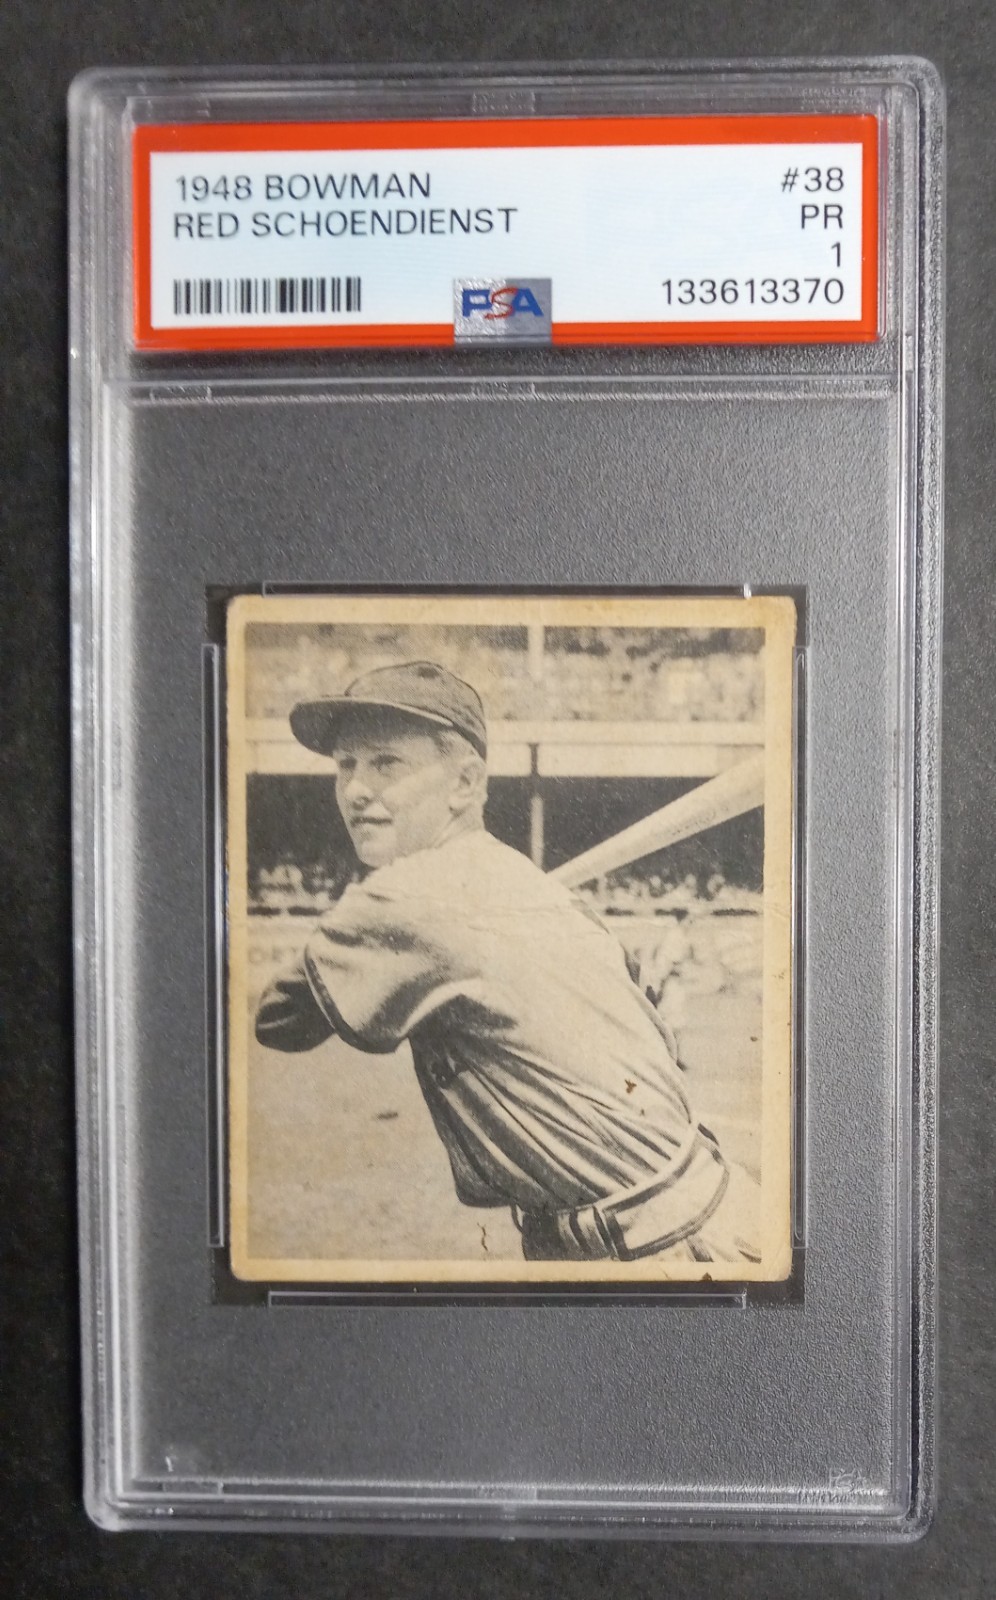 1948 BOWMAN
RED SCHOENDIENST
#38
PR
1
133613370
PSA